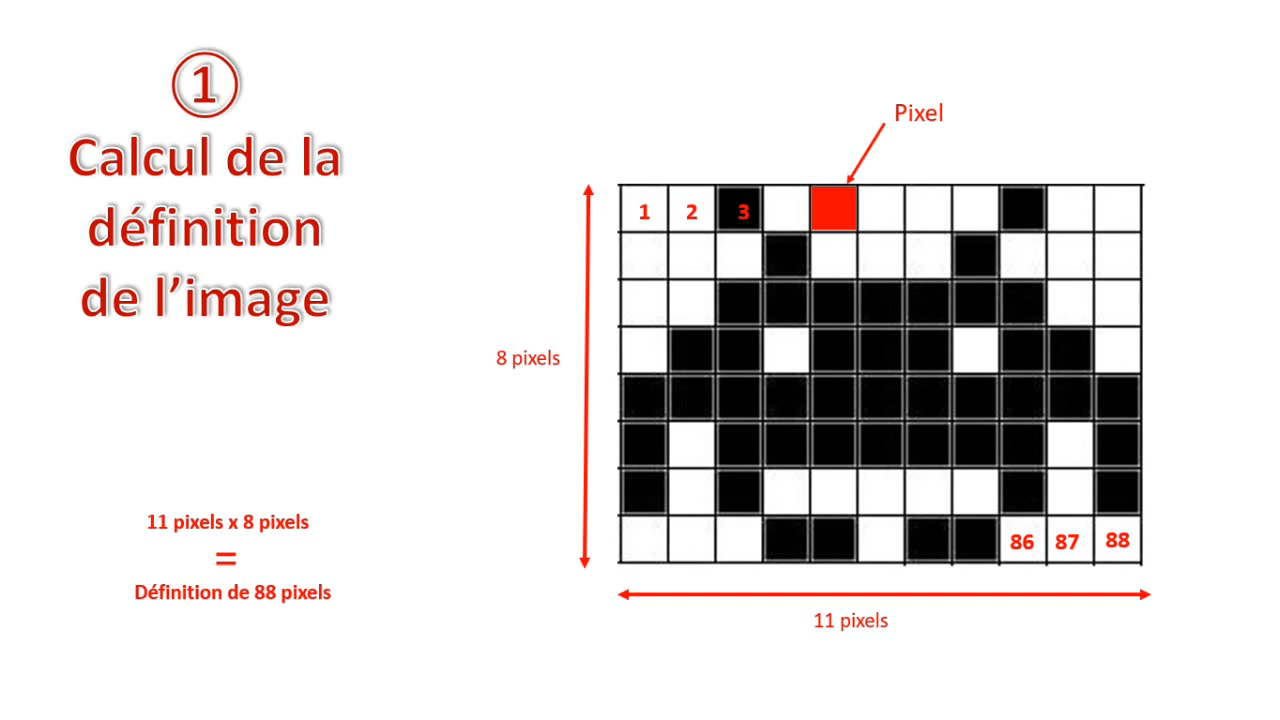 ①
Calcul de la
définition
de l’image
Pixel
1 2 3
8 pixels
86 87 88
11 pixels
11 pixels x 8 pixels
=
Définition de 88 pixels